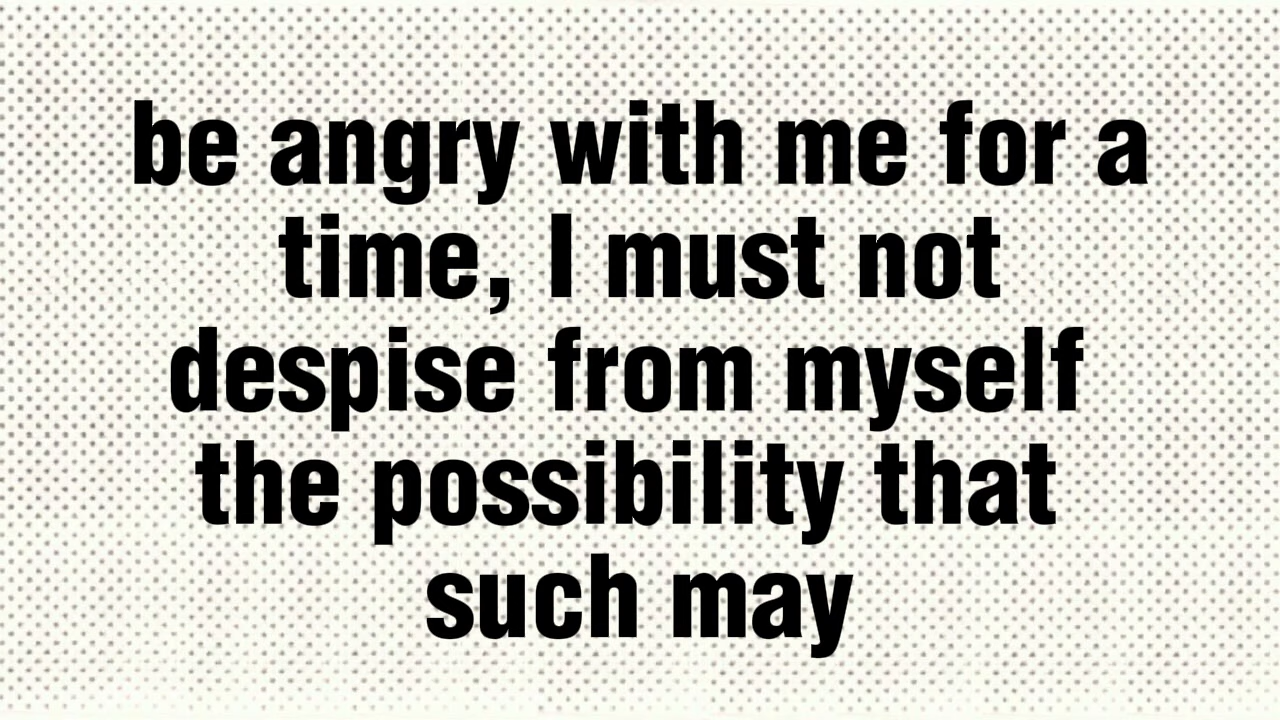 be angry with me for a
time, I must not
despise from myself
the possibility that
such may